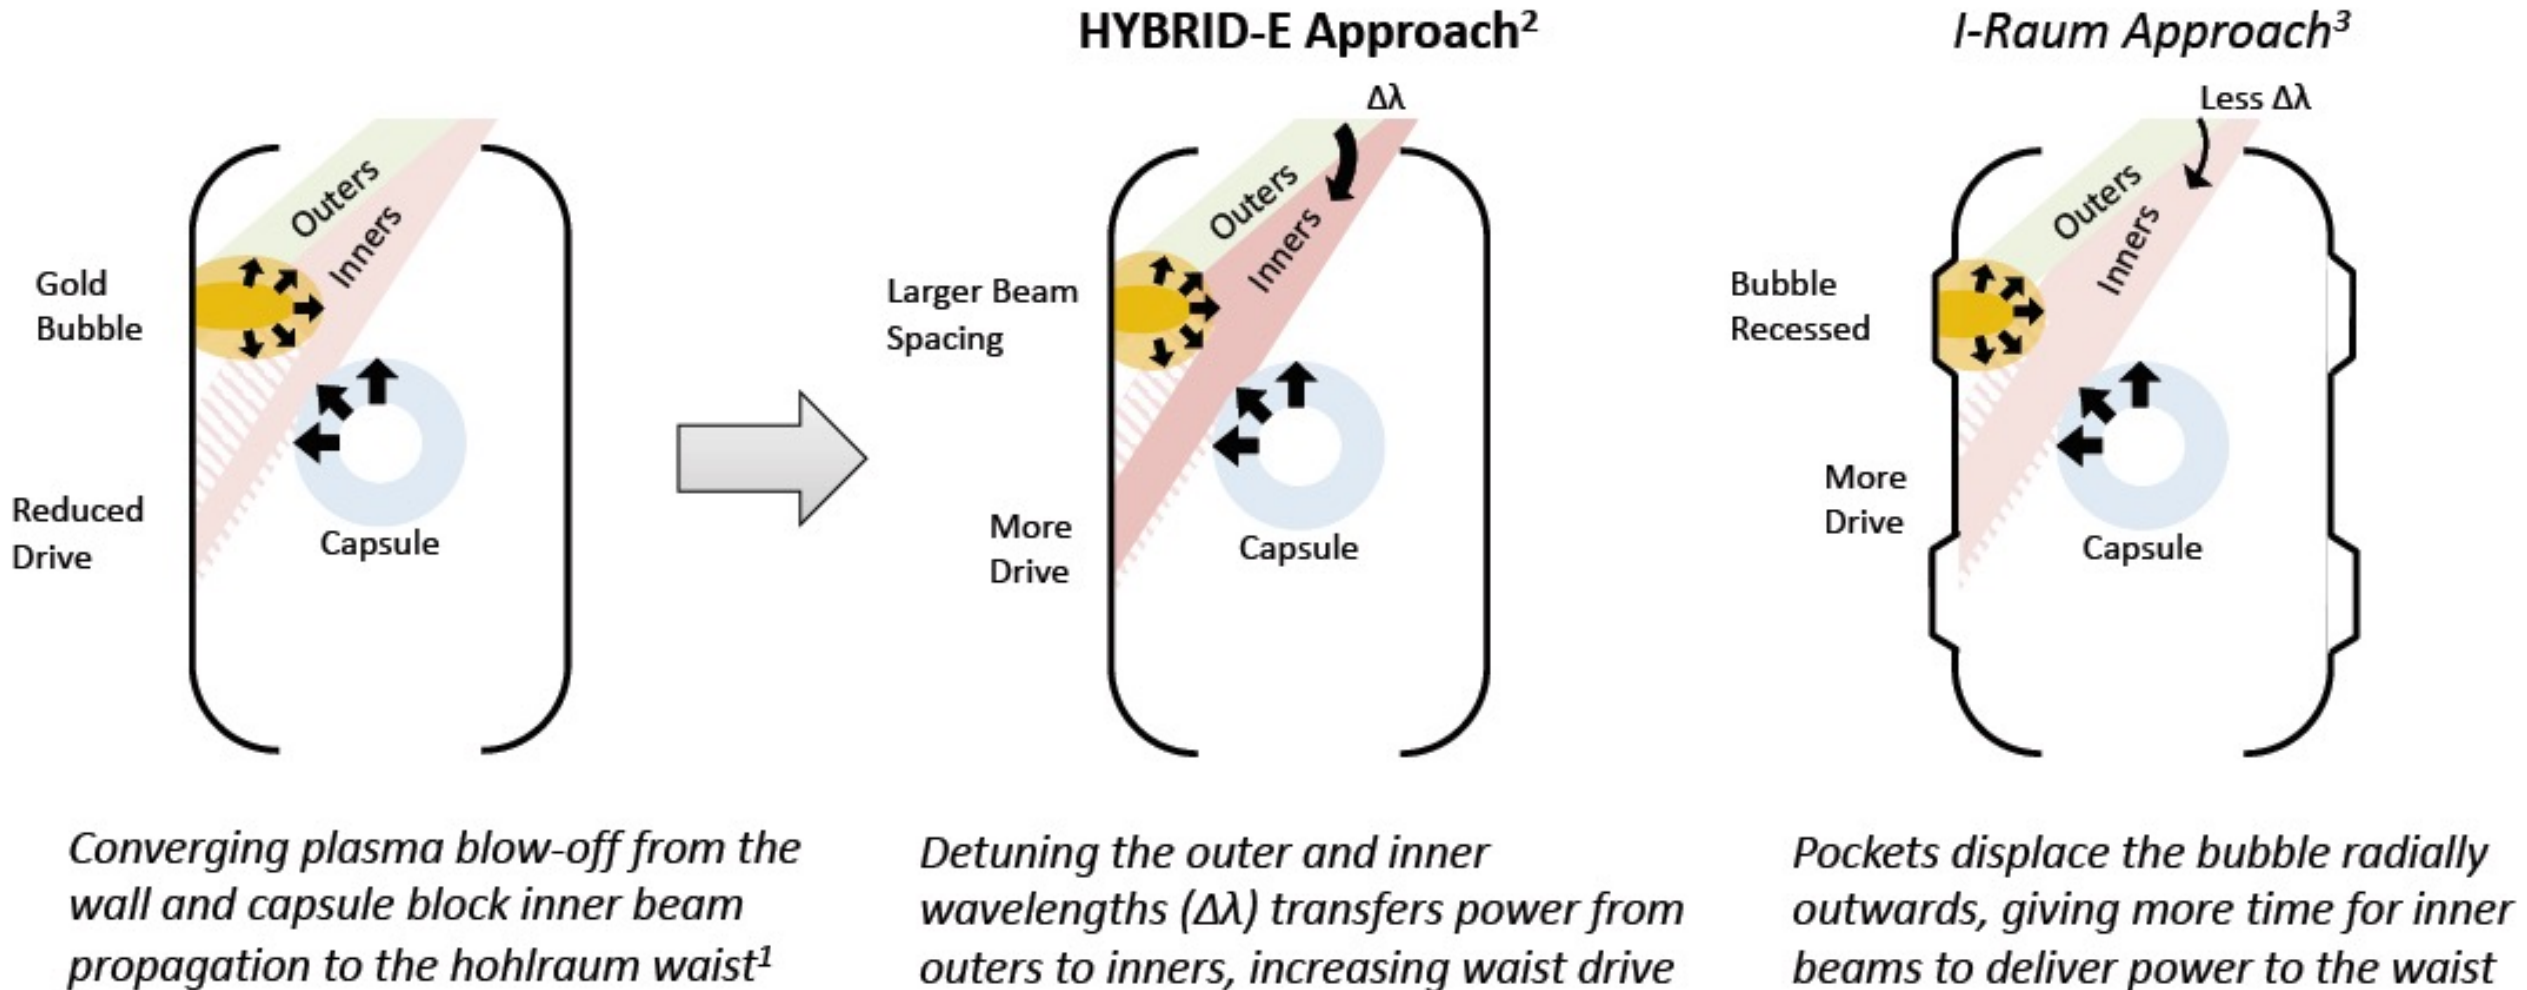 Outers
Inners
Gold
Bubble
Reduced
Drive
Capsule
Converging plasma blow-off from the
wall and capsule block inner beam
propagation to the hohlraum waist¹
HYBRID-E Approach²
Δλ
Outers
Inners
Larger Beam
Spacing
More
Drive
Capsule
Detuning the outer and inner
wavelengths (Δλ) transfers power from
outers to inners, increasing waist drive
I-Raum Approach³
Less Δλ
Outers
Inners
Bubble
Recessed
More
Drive
Capsule
Pockets displace the bubble radially
outwards, giving more time for inner
beams to deliver power to the waist